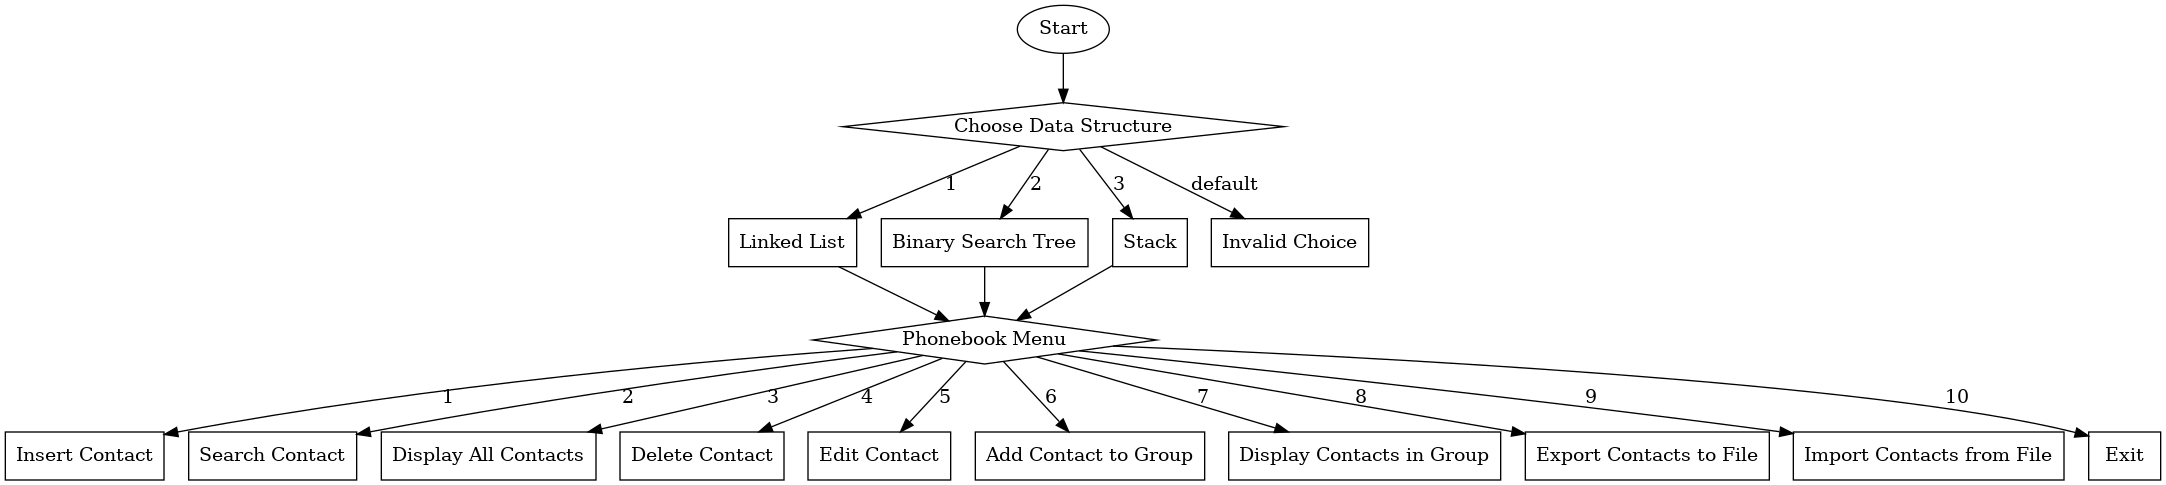 Start
Choose Data Structure
1
2
3
default
Linked List
Binary Search Tree
Stack
Invalid Choice
Phonebook Menu
1
2
3
4
5
6
7
8
9
10
Insert Contact
Search Contact
Display All Contacts
Delete Contact
Edit Contact
Add Contact to Group
Display Contacts in Group
Export Contacts to File
Import Contacts from File
Exit